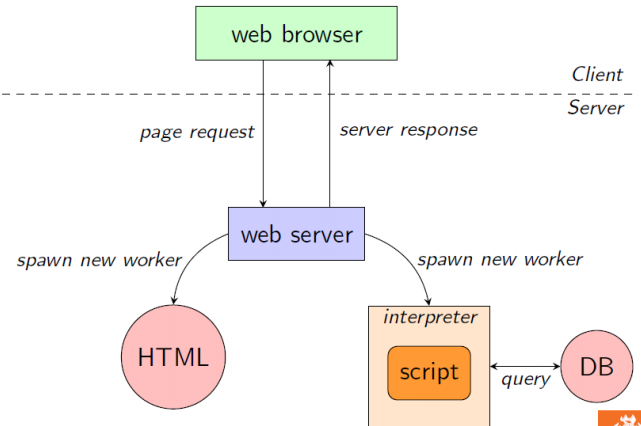 web browser
Client
Server
page request
server response
web server
spawn new worker
spawn new worker
interpreter
HTML
script
DB
query